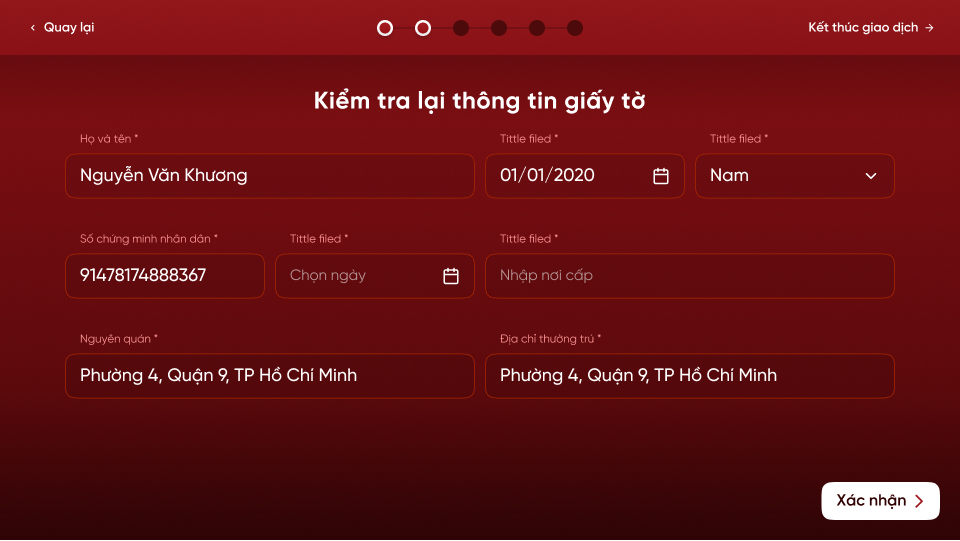 Quay lại
Kết thúc giao dịch
Kiểm tra lại thông tin giấy tờ
Họ và tên *
Tittle filed *
Tittle filed *
Nguyễn Văn Khương
01/01/2020
Nam
Số chứng minh nhân dân *
Tittle filed *
Tittle filed *
91478174888367
Chọn ngày
Nhập nơi cấp
Nguyên quán *
Địa chỉ thường trú *
Phường 4, Quận 9, TP Hồ Chí Minh
Phường 4, Quận 9, TP Hồ Chí Minh
Xác nhận